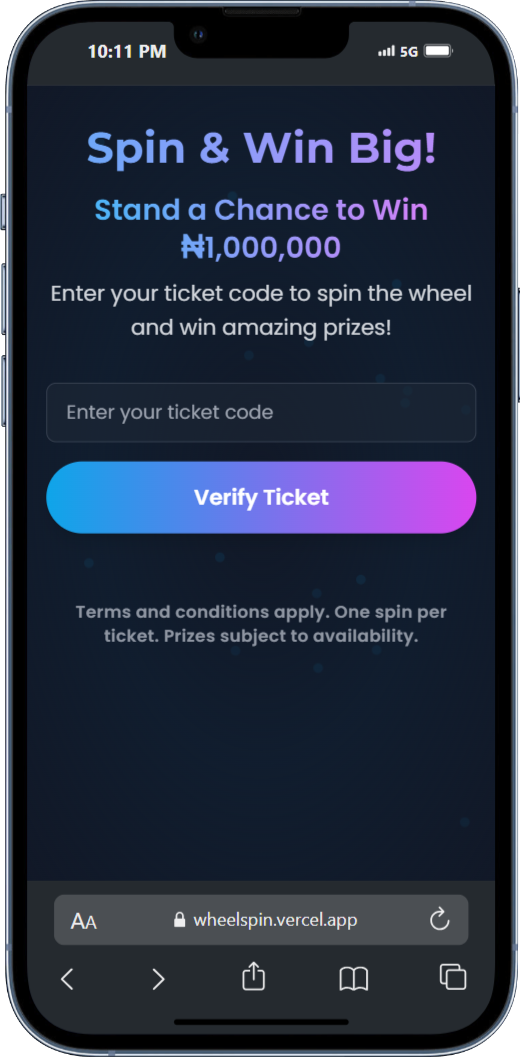 10:11 PM
5G
Spin & Win Big!
Stand a Chance to Win
₦1,000,000
Enter your ticket code to spin the wheel
and win amazing prizes!
Enter your ticket code
Verify Ticket
Terms and conditions apply. One spin per
ticket. Prizes subject to availability.
AA
wheelspin.vercel.app